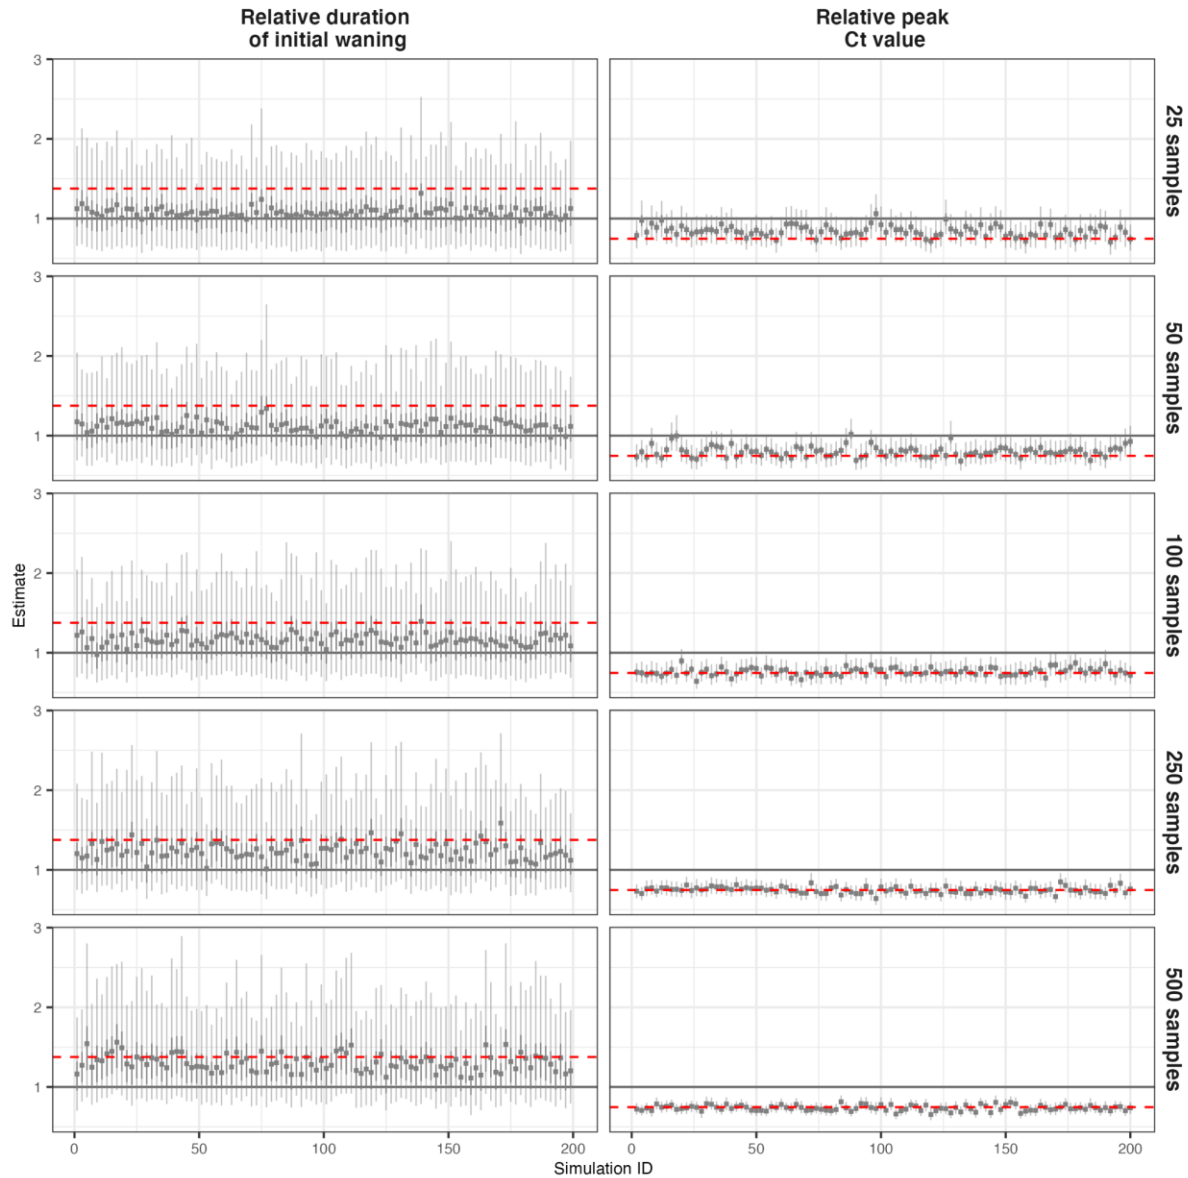 Relative duration
of initial waning
Relative peak
Ct value
3
2
1
25 samples
3
2
1
50 samples
3
2
1
100 samples
Estimate
3
2
1
250 samples
3
2
1
500 samples
0 50 100 150 200
0 50 100 150 200
Simulation ID